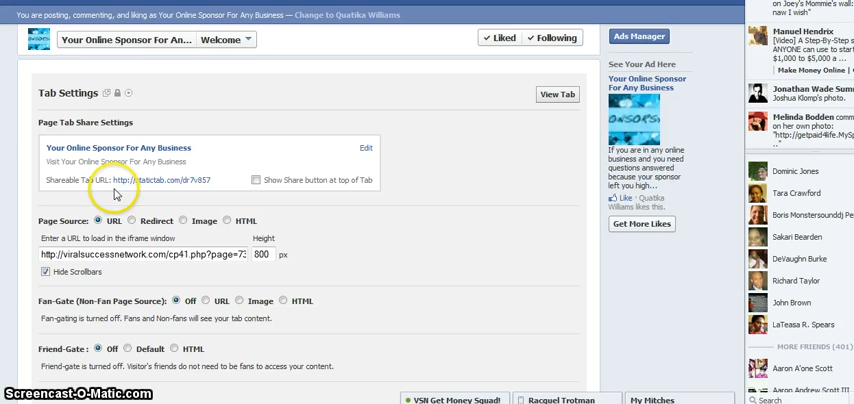 You are posting, commenting, and liking as Your Online Sponsor For Any Business — Change to Quatika Williams
Your Online Sponsor For An...
Welcome
Liked
Following
Tab Settings
View Tab
Page Tab Share Settings
Your Online Sponsor For Any Business
Edit
Visit Your Online Sponsor For Any Business
Shareable Tab URL: http://statictab.com/dr7v857
Show Share button at top of Tab
Page Source: URL Redirect Image HTML
Enter a URL to load in the iframe window
Height
http://viralsuccessnetwork.com/cp41.php?page=73
800 px
Hide Scrollbars
Fan-Gate (Non-Fan Page Source): Off URL Image HTML
Fan-gating is turned off. Fans and Non-fans will see your tab content.
Friend-Gate : Off Default HTML
Friend-gate is turned off. Visitor's friends do not need be fans to access your content.
Screencast-O-Matic.com
Ads Manager
See Your Ad Here
Your Online Sponsor
For Any Business
If you are in any online
business and you need
questions answered
because your sponsor
left you high...
Like · Quatika
Williams likes this.
Get More Likes
on Joey's Mommie's wall:
now I wish"
Manuel Hendrix
[Video] A Step-By-Step
ANYONE can use to start
$1,000 to $5,000 a ...
Make Money Online |
Jonathan Wade Sum
Joshua Klomp's photo.
Melinda Bodden comm
on her own photo:
"http://getpaid4life.MySp
.."
Dominic Jones
Tara Crawford
Boris Monstersounddj P
Sakari Bearden
DeVaughn Burke
Richard Taylor
John Brown
LaTeasa R. Spears
MORE FRIENDS (401)
Aaron A'one Scott
Aaron Andrew Scott III
Search
VSN Get Money Squad!
Racquel Trotman
My Mitches